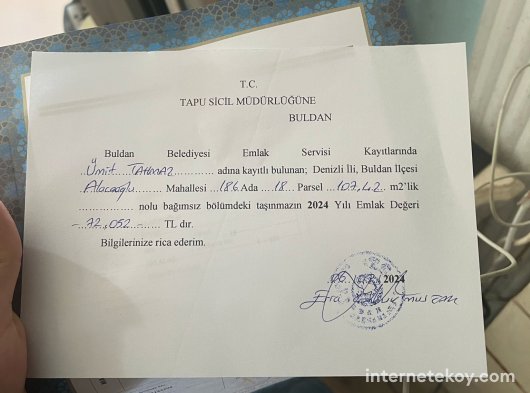 T.C.
TAPU SİCİL MÜDÜRLÜĞÜNE
BULDAN
Buldan Belediyesi Emlak Servisi Kayıtlarında
..Ümit....TAHMAZ........... adına kayıtlı bulunan; Denizli İli, Buldan İlçesi
.Alacaoğlu........ Mahallesi ...186 Ada ...18.. Parsel ...107,42.. m2'lik
................ nolu bağımsız bölümdeki taşınmazın 2024 Yılı Emlak Değeri
-72.052-...... TL dır.
Bilgilerinize rica ederim.
2024
internetekoy.com